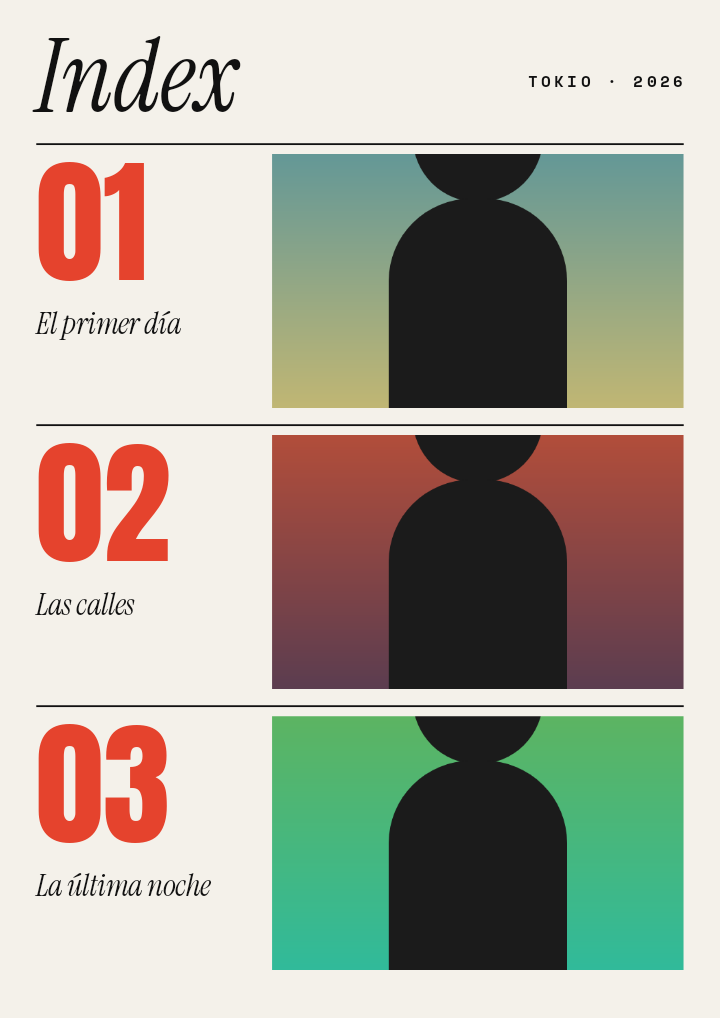 Index
TOKIO · 2026
01
El primer día
02
Las calles
03
La última noche